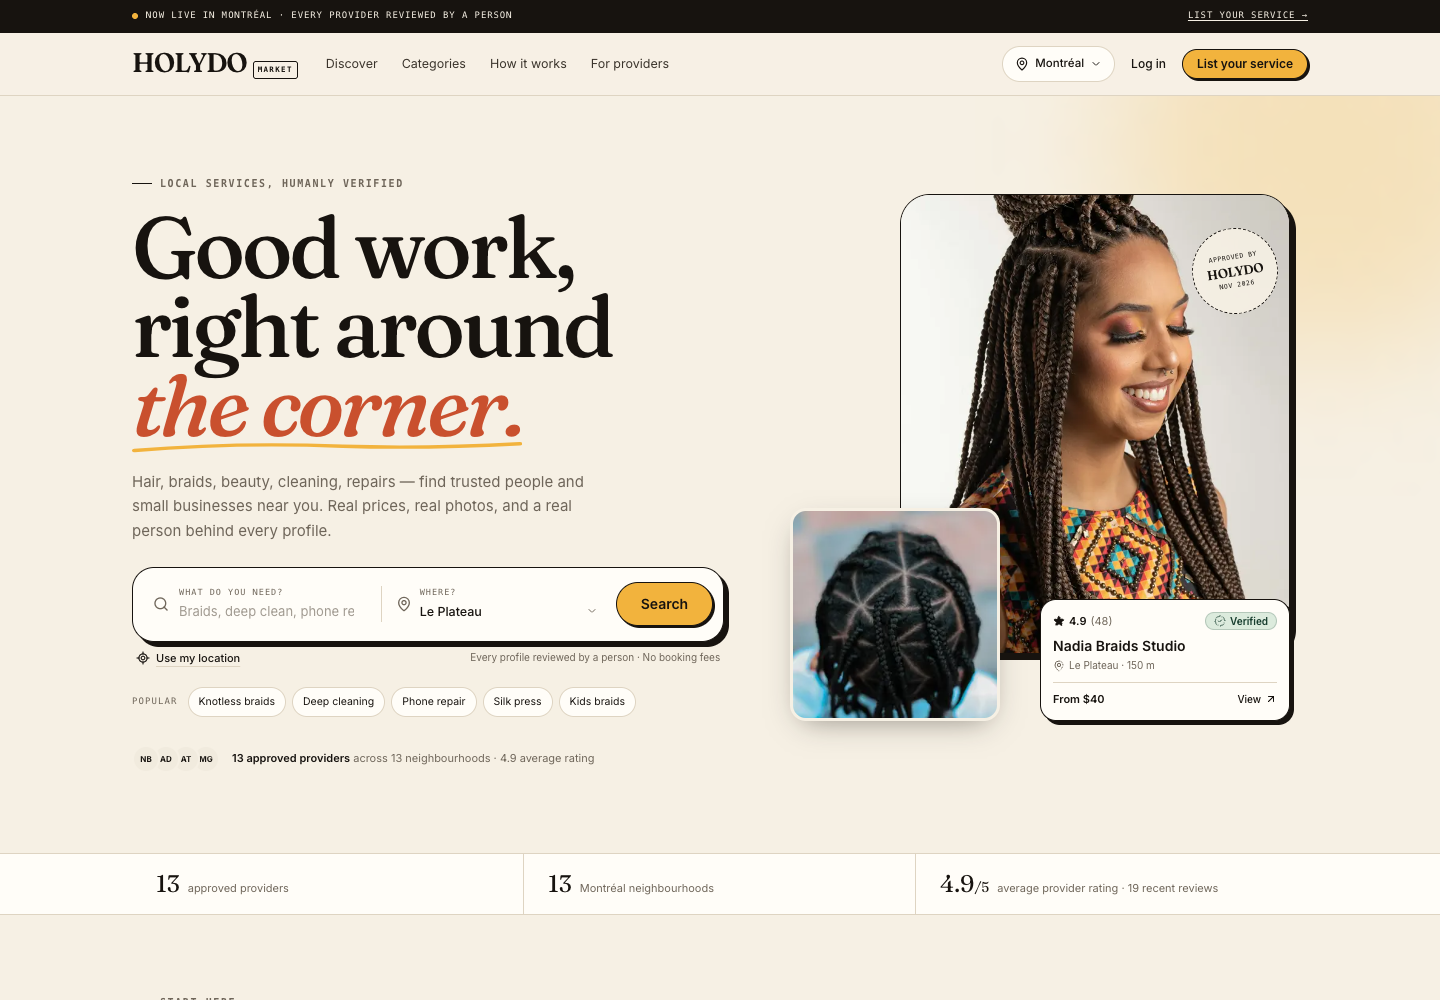 NOW LIVE IN MONTRÉAL · EVERY PROVIDER REVIEWED BY A PERSON
LIST YOUR SERVICE →
HOLYDO MARKET
Discover
Categories
How it works
For providers
Montréal
Log in
List your service
LOCAL SERVICES, HUMANLY VERIFIED
Good work,
right around
the corner.
Hair, braids, beauty, cleaning, repairs — find trusted people and
small businesses near you. Real prices, real photos, and a real
person behind every profile.
WHAT DO YOU NEED?
Braids, deep clean, phone re
WHERE?
Le Plateau
Search
Use my location
Every profile reviewed by a person · No booking fees
POPULAR
Knotless braids
Deep cleaning
Phone repair
Silk press
Kids braids
NB AD AT MG
13 approved providers across 13 neighbourhoods · 4.9 average rating
APPROVED BY
HOLYDO
NOV 2026
4.9 (48)
Verified
Nadia Braids Studio
Le Plateau · 150 m
From $40
View
13 approved providers
13 Montréal neighbourhoods
4.9/5 average provider rating · 19 recent reviews
START HERE